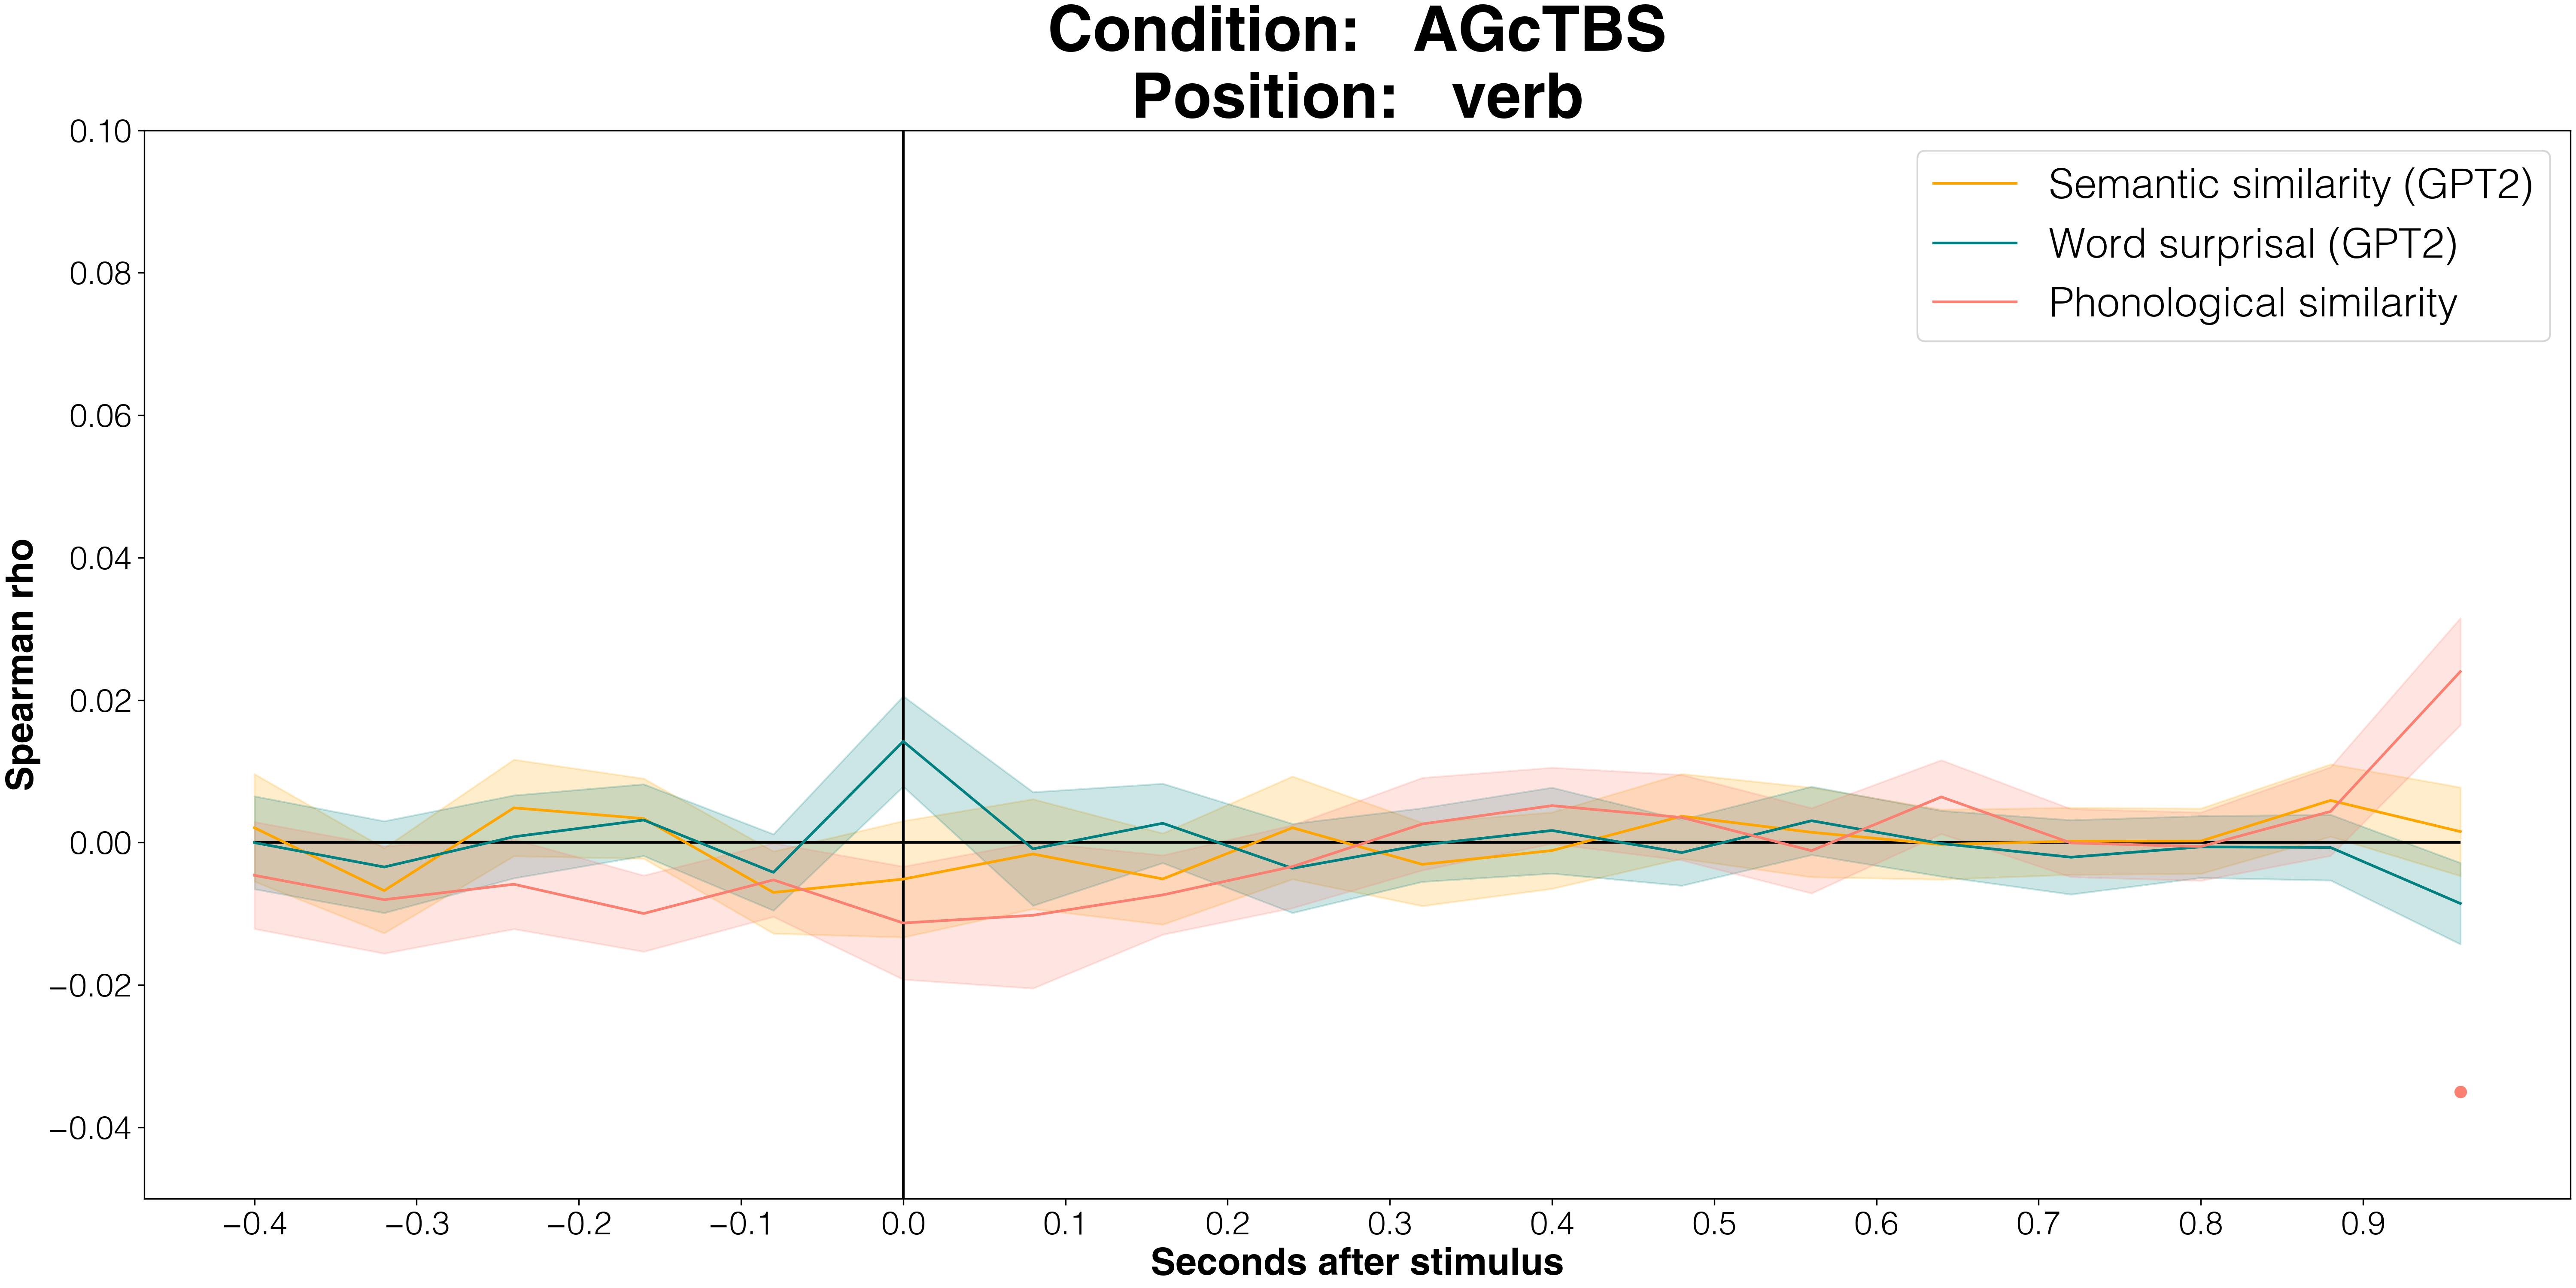 Condition:   AGcTBS
Position:   verb
0.10
0.08
0.06
0.04
0.02
0.00
−0.02
−0.04
Spearman rho
Semantic similarity (GPT2)
Word surprisal (GPT2)
Phonological similarity
−0.4 −0.3 −0.2 −0.1 0.0 0.1 0.2 0.3 0.4 0.5 0.6 0.7 0.8 0.9
Seconds after stimulus